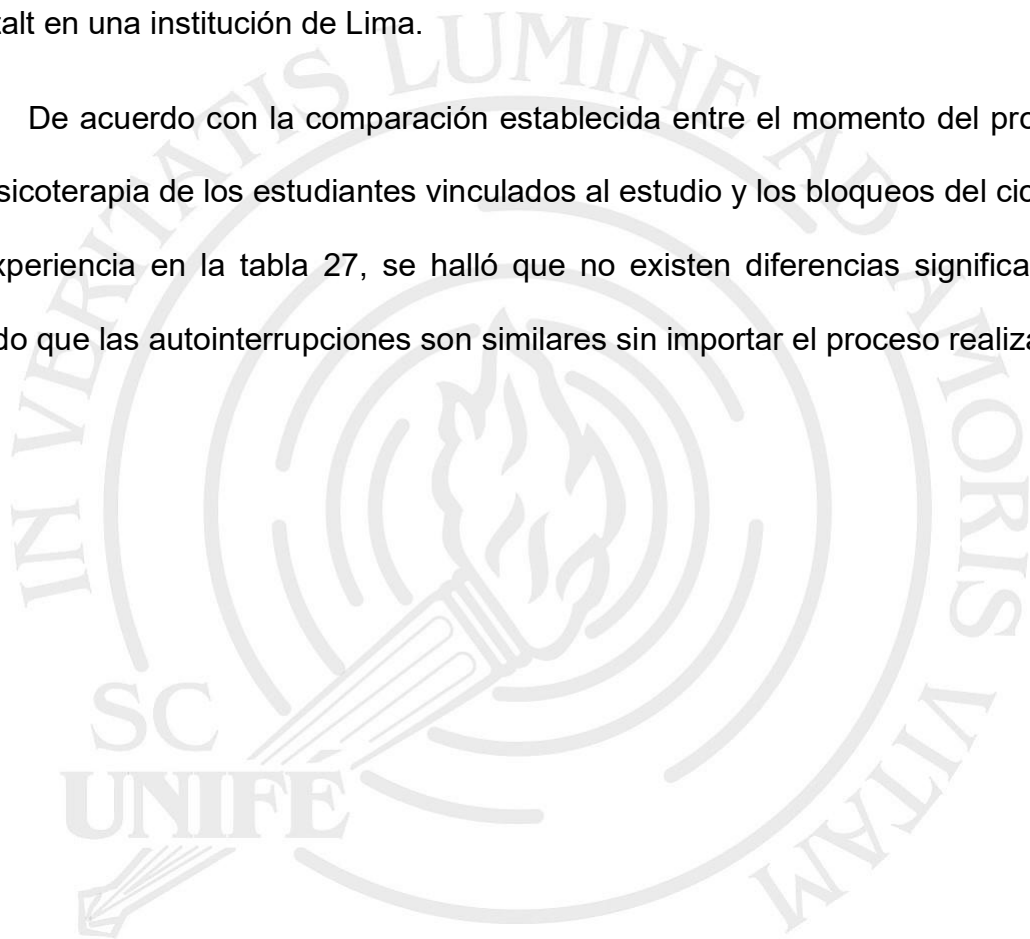 talt en una institución de Lima.
De acuerdo con la comparación establecida entre el momento del pro
sicoterapia de los estudiantes vinculados al estudio y los bloqueos del cic
xperiencia en la tabla 27, se halló que no existen diferencias significa
do que las autointerrupciones son similares sin importar el proceso realiza
IN VERITATIS LUMINE AD AMORIS VITAM
SC
UNIFE